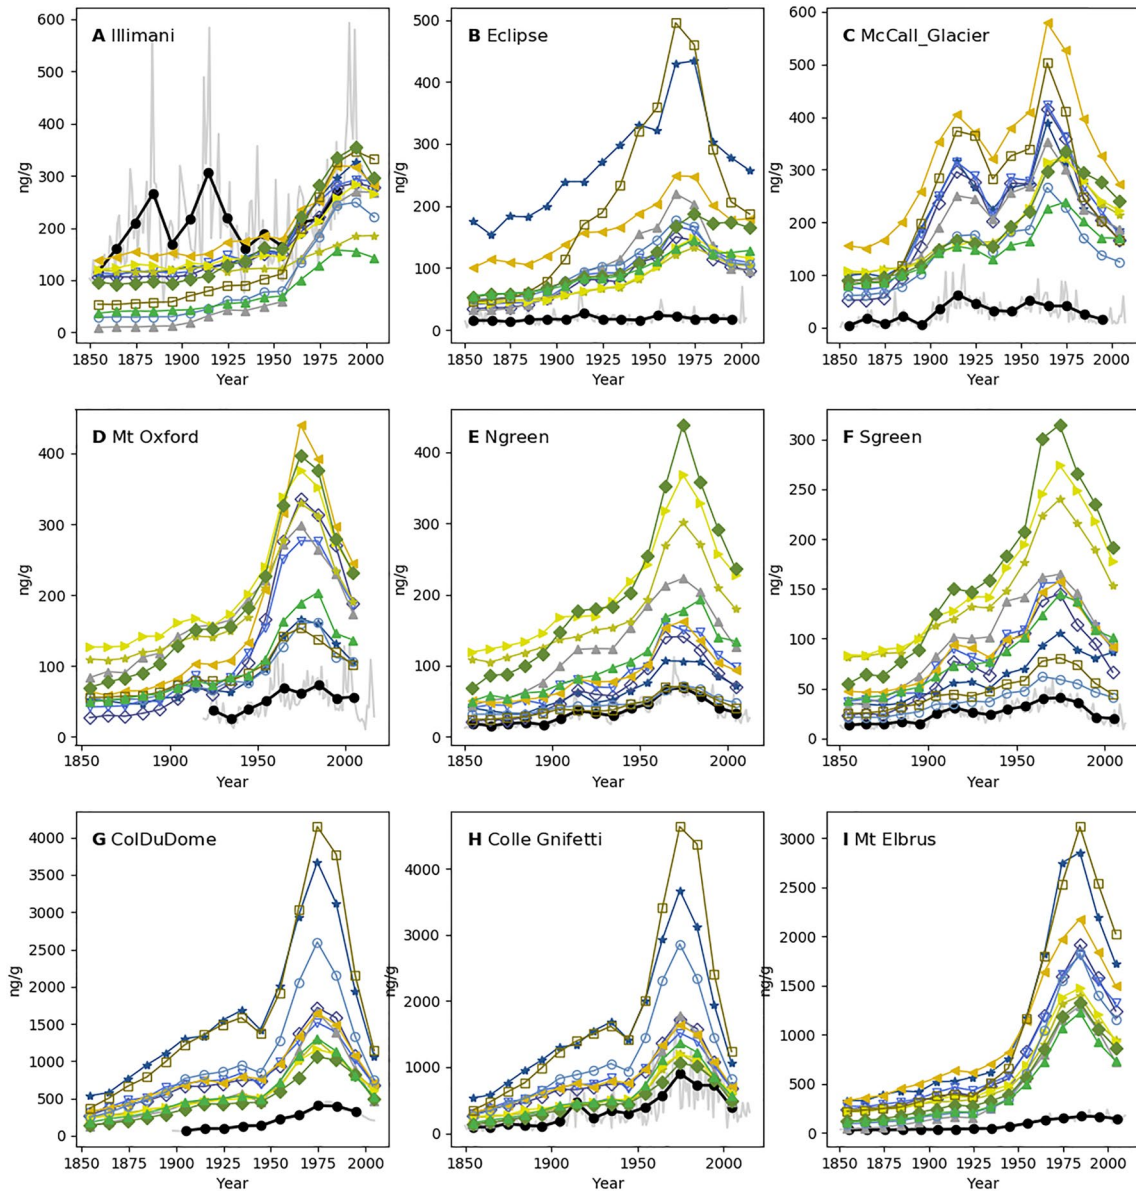 A Illimani
600
500
400
300
200
100
0
ng/g
1850 1875 1900 1925 1950 1975 2000
Year
B Eclipse
500
400
300
200
100
0
ng/g
1850 1875 1900 1925 1950 1975 2000
Year
C McCall_Glacier
600
500
400
300
200
100
0
ng/g
1850 1875 1900 1925 1950 1975 2000
Year
D Mt Oxford
400
300
200
100
0
ng/g
1850 1900 1950 2000
Year
E Ngreen
400
300
200
100
0
ng/g
1850 1900 1950 2000
Year
F Sgreen
300
250
200
150
100
50
0
ng/g
1850 1900 1950 2000
Year
G ColDuDome
4000
3500
3000
2500
2000
1500
1000
500
0
ng/g
1850 1875 1900 1925 1950 1975 2000
Year
H Colle Gnifetti
4000
3000
2000
1000
0
ng/g
1850 1900 1950 2000
Year
I Mt Elbrus
3000
2500
2000
1500
1000
500
0
ng/g
1850 1875 1900 1925 1950 1975 2000
Year